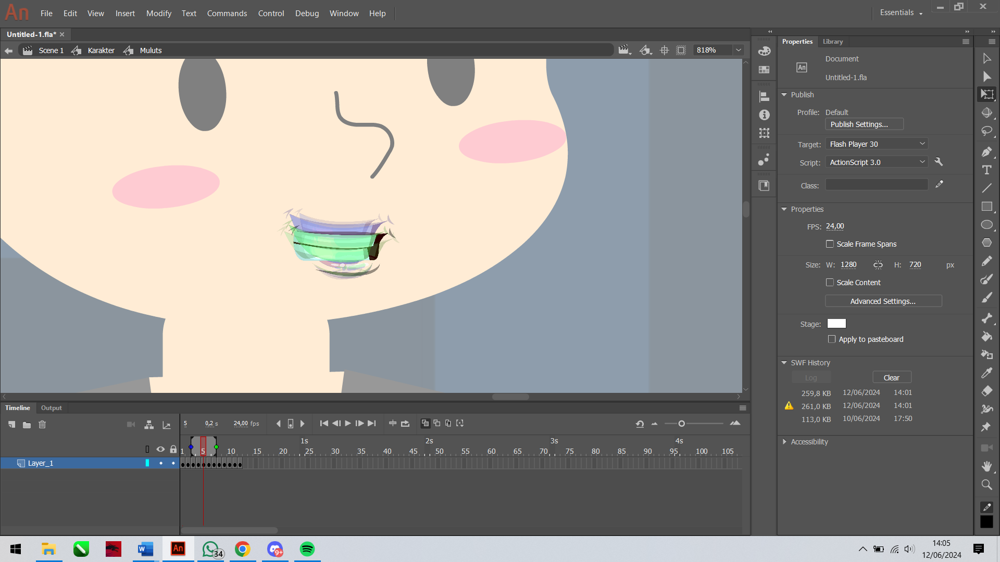 An File Edit View Insert Modify Text Commands Control Debug Window Help Essentials
Untitled-1.fla*
Scene 1 Karakter Muluts 818%
Properties Library
Document
An
Untitled-1.fla
Publish
Profile: Default
Publish Settings...
Target: Flash Player 30
Script: ActionScript 3.0
Class:
Properties
FPS: 24,00
Scale Frame Spans
Size: W: 1280 H: 720 px
Scale Content
Advanced Settings...
Stage:
Apply to pasteboard
SWF History
Log Clear
259,8 KB 12/06/2024 14:01
261,0 KB 12/06/2024 14:01
113,0 KB 10/06/2024 17:50
Accessibility
Timeline Output
5 0,2 s 24,00 fps
1s 2s 3s 4s
1 5 10 15 20 25 30 35 40 45 50 55 60 65 70 75 80 85 90 95 100 105
Layer_1
An 34 9+
14:05
12/06/2024